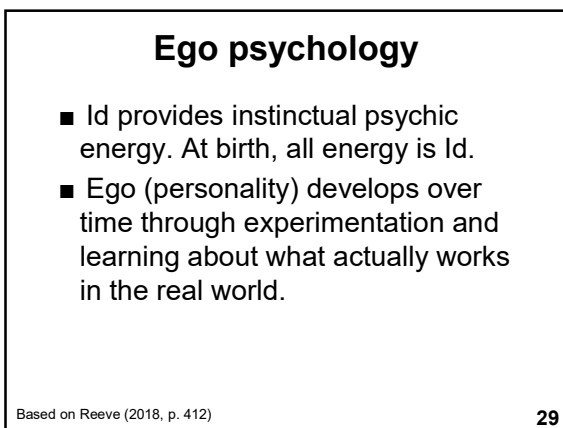 Ego psychology
■ Id provides instinctual psychic
energy. At birth, all energy is Id.
■ Ego (personality) develops over
time through experimentation and
learning about what actually works
in the real world.
Based on Reeve (2018, p. 412)
29